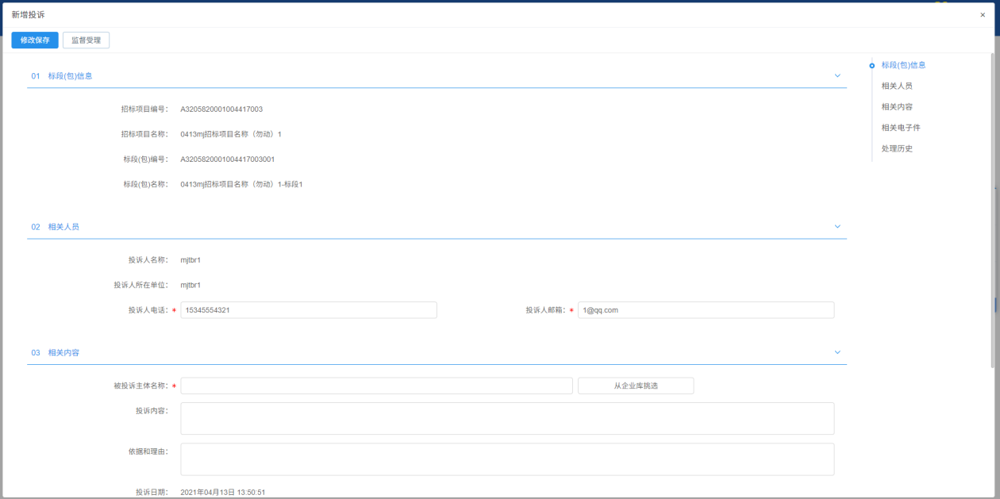 新增投诉
×
修改保存 监督受理
01 标段(包)信息
招标项目编号： A3205820001004417003
招标项目名称： 0413mj招标项目名称（勿动）1
标段(包)编号： A3205820001004417003001
标段(包)名称： 0413mj招标项目名称（勿动）1-标段1
02 相关人员
投诉人名称： mjtbr1
投诉人所在单位： mjtbr1
投诉人电话：* 15345554321 投诉人邮箱：* 1@qq.com
03 相关内容
被投诉主体名称：* 从企业库挑选
投诉内容：
依据和理由：
投诉日期： 2021年04月13日 13:50:51
标段(包)信息
相关人员
相关内容
相关电子件
处理历史